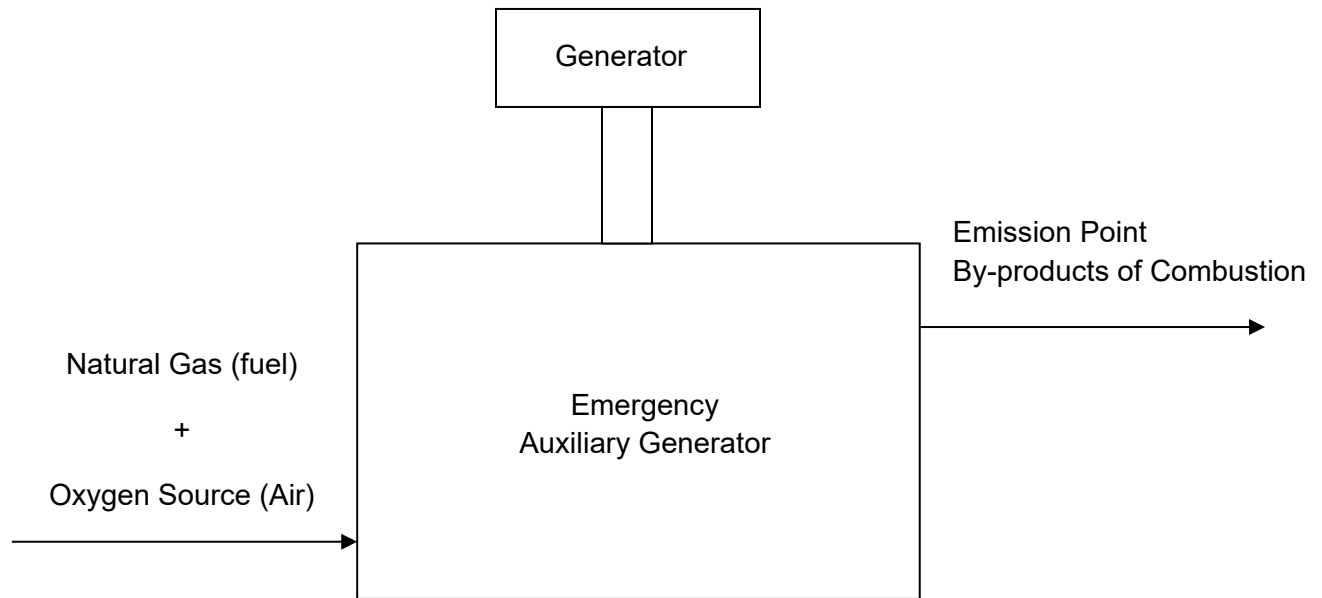 Generator
Emission Point
By-products of Combustion
Natural Gas (fuel)
+
Oxygen Source (Air)
Emergency
Auxiliary Generator